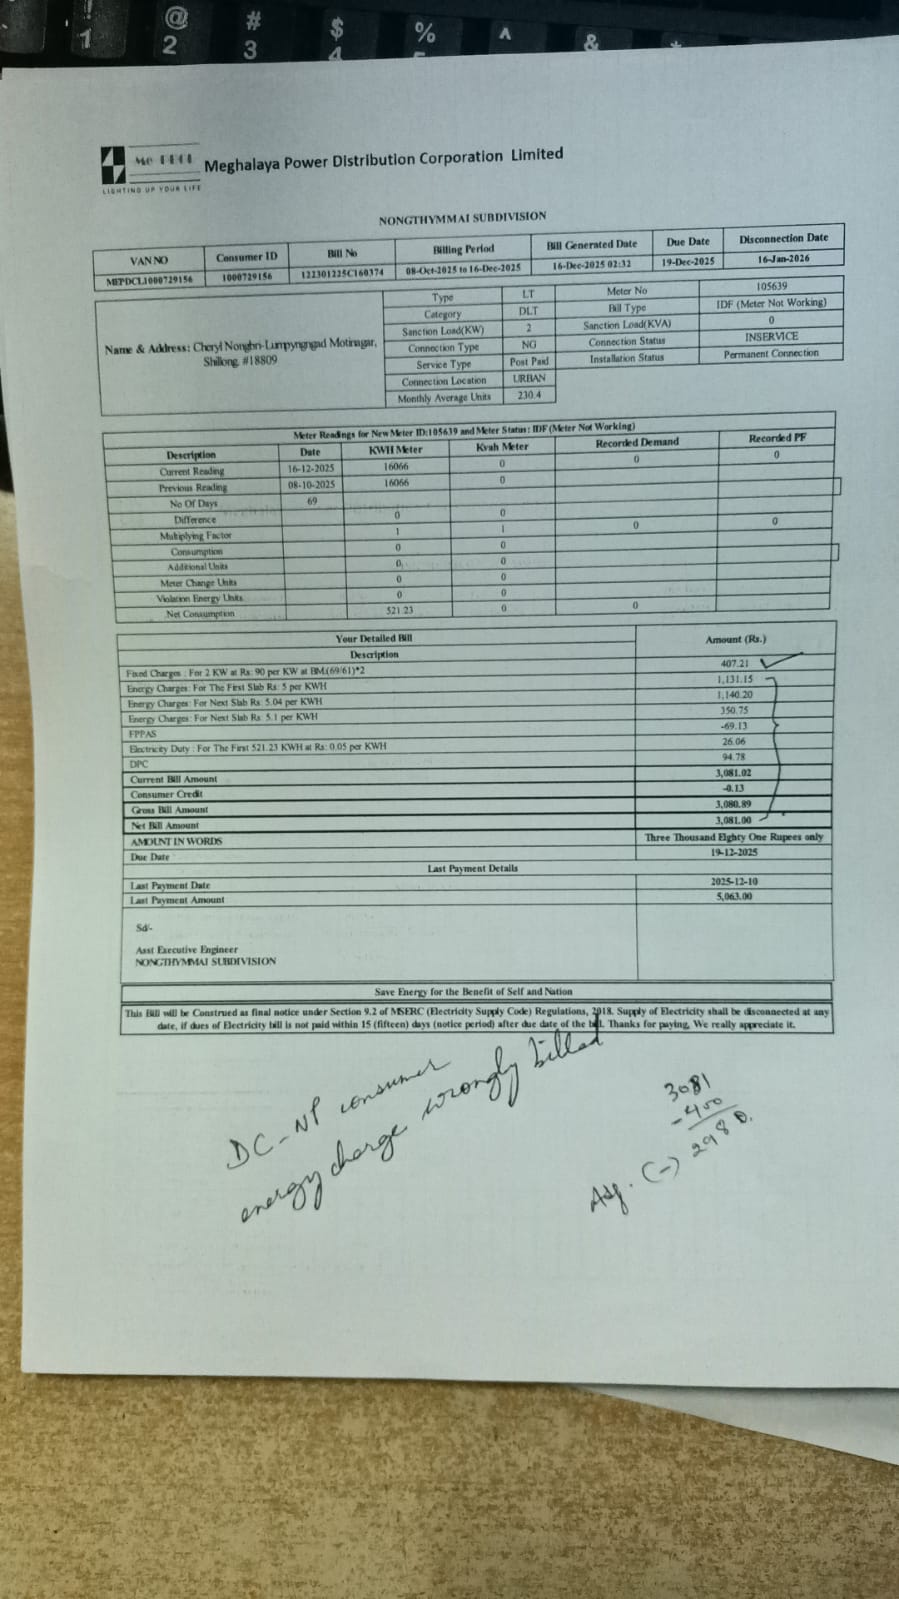 ! @ # $ % ^ & *
1 2 3 4
Me
LIGHTING UP YOUR LIFE
Meghalaya Power Distribution Corporation Limited
NONGTHYMMAI SUBDIVISION
VAN NO Consumer ID Bill No Billing Period Bill Generated Date Due Date Disconnection Date
MEPDCL1000729156 1000729156 122301225C160374 08-Oct-2025 to 16-Dec-2025 16-Dec-2025 02:32 19-Dec-2025 16-Jan-2026
Name & Address: Cheryl Nonghri-Lumpyngngad Motinagar,
Shillong, #18809
Type LT Meter No 105639
Category DLT Bill Type IDF (Meter Not Working)
Sanction Load(KW) 2 Sanction Load(KVA) 0
Connection Type NG Connection Status INSERVICE
Service Type Post Paid Installation Status Permanent Connection
Connection Location URBAN
Monthly Average Units 230.4
Meter Readings for New Meter ID:105639 and Meter Status: IDF (Meter Not Working)
Description Date KWH Meter Kvah Meter Recorded Demand Recorded PF
Current Reading 16-12-2025 16066 0 0 0
Previous Reading 08-10-2025 16066 0
No Of Days 69
Difference 0 0
Multiplying Factor 1 1 0 0
Consumption 0 0
Additional Units 0 0
Meter Change Units 0 0
Violation Energy Units 0 0
Net Consumption 521.23 0 0
Your Detailed Bill
Description Amount (Rs.)
Fixed Charges : For 2 KW at Rs: 90 per KW at BM:(69/61)*2 407.21
Energy Charges: For The First Slab Rs: 5 per KWH 1,131.15
Energy Charges: For Next Slab Rs: 5.04 per KWH 1,140.20
Energy Charges: For Next Slab Rs: 5.1 per KWH 350.75
FPPAS -69.13
Electricity Duty : For The First 521.23 KWH at Rs: 0.05 per KWH 26.06
DPC 94.78
Current Bill Amount 3,081.02
Consumer Credit -0.13
Gross Bill Amount 3,080.89
Net Bill Amount 3,081.00
AMOUNT IN WORDS Three Thousand Eighty One Rupees only
Due Date 19-12-2025
Last Payment Details
Last Payment Date 2025-12-10
Last Payment Amount 5,063.00
Sd/-
Asst Executive Engineer
NONGTHYMMAI SUBDIVISION
Save Energy for the Benefit of Self and Nation
This Bill will be Construed as final notice under Section 9.2 of MSERC (Electricity Supply Code) Regulations, 2018. Supply of Electricity shall be disconnected at any
date, if dues of Electricity bill is not paid within 15 (fifteen) days (notice period) after due date of the bill. Thanks for paying, We really appreciate it.
DC-NP consumer
energy charge wrongly billed
3081
-400
Adj. (-) 2980.